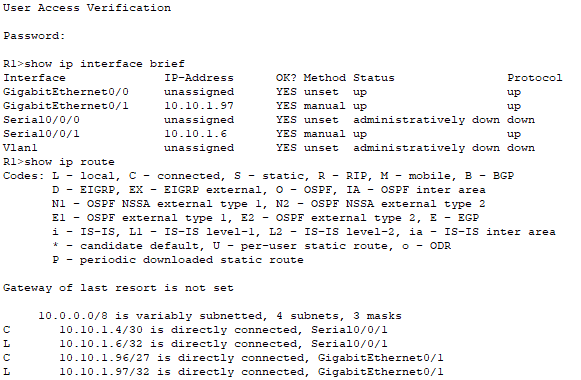 User Access Verification
Password:
R1>show ip interface brief
Interface IP-Address OK? Method Status Protocol
GigabitEthernet0/0 unassigned YES unset up up
GigabitEthernet0/1 10.10.1.97 YES manual up up
Serial0/0/0 unassigned YES unset administratively down down
Serial0/0/1 10.10.1.6 YES manual up up
Vlan1 unassigned YES unset administratively down down
R1>show ip route
Codes: L - local, C - connected, S - static, R - RIP, M - mobile, B - BGP
D - EIGRP, EX - EIGRP external, O - OSPF, IA - OSPF inter area
N1 - OSPF NSSA external type 1, N2 - OSPF NSSA external type 2
E1 - OSPF external type 1, E2 - OSPF external type 2, E - EGP
i - IS-IS, L1 - IS-IS level-1, L2 - IS-IS level-2, ia - IS-IS inter area
* - candidate default, U - per-user static route, o - ODR
P - periodic downloaded static route
Gateway of last resort is not set
10.0.0.0/8 is variably subnetted, 4 subnets, 3 masks
C 10.10.1.4/30 is directly connected, Serial0/0/1
L 10.10.1.6/32 is directly connected, Serial0/0/1
C 10.10.1.96/27 is directly connected, GigabitEthernet0/1
L 10.10.1.97/32 is directly connected, GigabitEthernet0/1